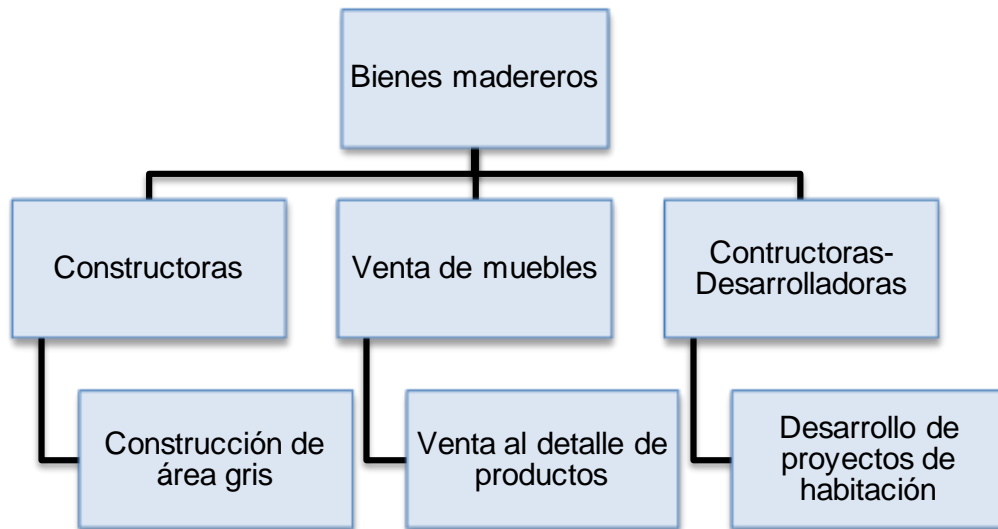 Bienes madereros
Constructoras
Venta de muebles
Contructoras-
Desarrolladoras
Construcción de
área gris
Venta al detalle de
productos
Desarrollo de
proyectos de
habitación